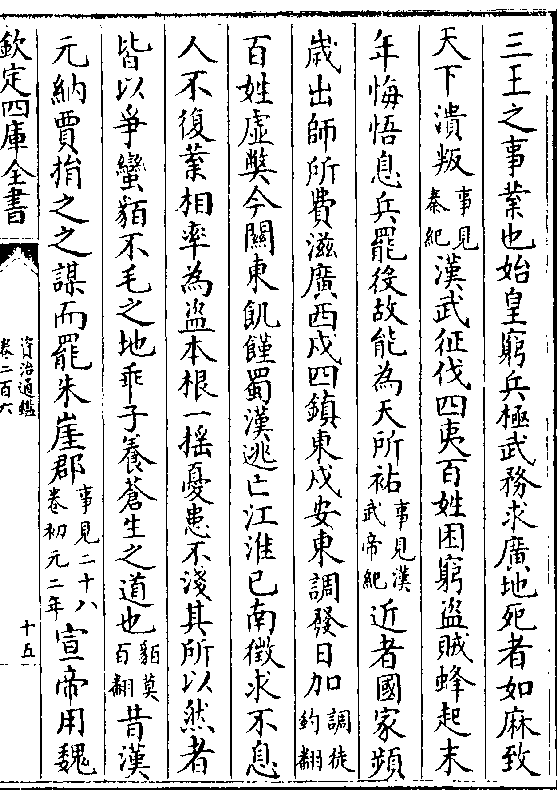 三王之事業也始皇窮兵極武務求廣地死者如麻致
天下潰叛事見秦紀漢武征伐四夷百姓困窮盜賊蜂起末
年悔悟息兵罷役故能為天所祐事見漢武帝紀近者國家頻
歲出師所費滋廣西戍四鎮東戍安東調發日加調徒釣翻
百姓虛弊今關東飢饉蜀漢逃亡江淮已南徵求不息
人不復業相率為盜本根一搖憂患不淺其所以然者
皆以爭蠻貊不毛之地乖子養蒼生之道也貊莫百翻昔漢
元納賈捐之之謀而罷朱崖郡事見二十八卷初元二年宣帝用魏
欽定四庫全書
資治通鑑
卷二百六
十五